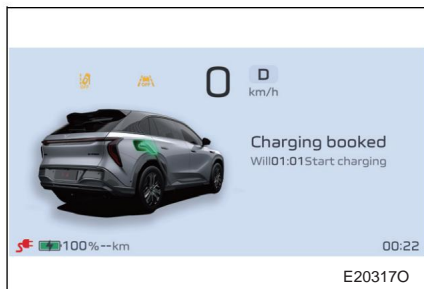 0
D
km/h
Charging booked
Will01:01Start charging
100%--km
00:22
E20317O